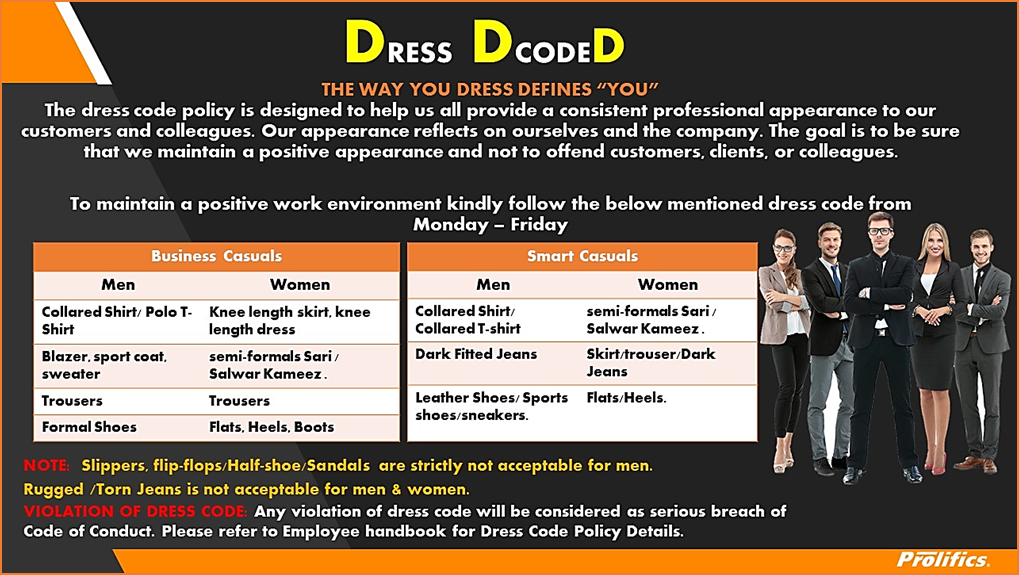 DRESS DCODED
THE WAY YOU DRESS DEFINES “YOU”
The dress code policy is designed to help us all provide a consistent professional appearance to our
customers and colleagues. Our appearance reflects on ourselves and the company. The goal is to be sure
that we maintain a positive appearance and not to offend customers, clients, or colleagues.
To maintain a positive work environment kindly follow the below mentioned dress code from
Monday – Friday
Business Casuals
Men Women
Collared Shirt/ Polo T-
Shirt
Knee length skirt, knee
length dress
Blazer, sport coat,
sweater
semi-formals Sari /
Salwar Kameez .
Trousers Trousers
Formal Shoes Flats, Heels, Boots
Smart Casuals
Men Women
Collared Shirt/
Collared T-shirt
semi-formals Sari /
Salwar Kameez .
Dark Fitted Jeans
Skirt/trouser/Dark
Jeans
Leather Shoes/ Sports
shoes/sneakers.
Flats/Heels.
NOTE: Slippers, flip-flops/Half-shoe/Sandals are strictly not acceptable for men.
Rugged /Torn Jeans is not acceptable for men & women.
VIOLATION OF DRESS CODE: Any violation of dress code will be considered as serious breach of
Code of Conduct. Please refer to Employee handbook for Dress Code Policy Details.
Prolifics.